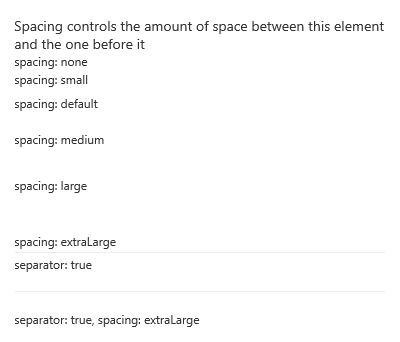 Spacing controls the amount of space between this element
and the one before it
spacing: none
spacing: small
spacing: default
spacing: medium
spacing: large
spacing: extraLarge
separator: true
separator: true, spacing: extraLarge